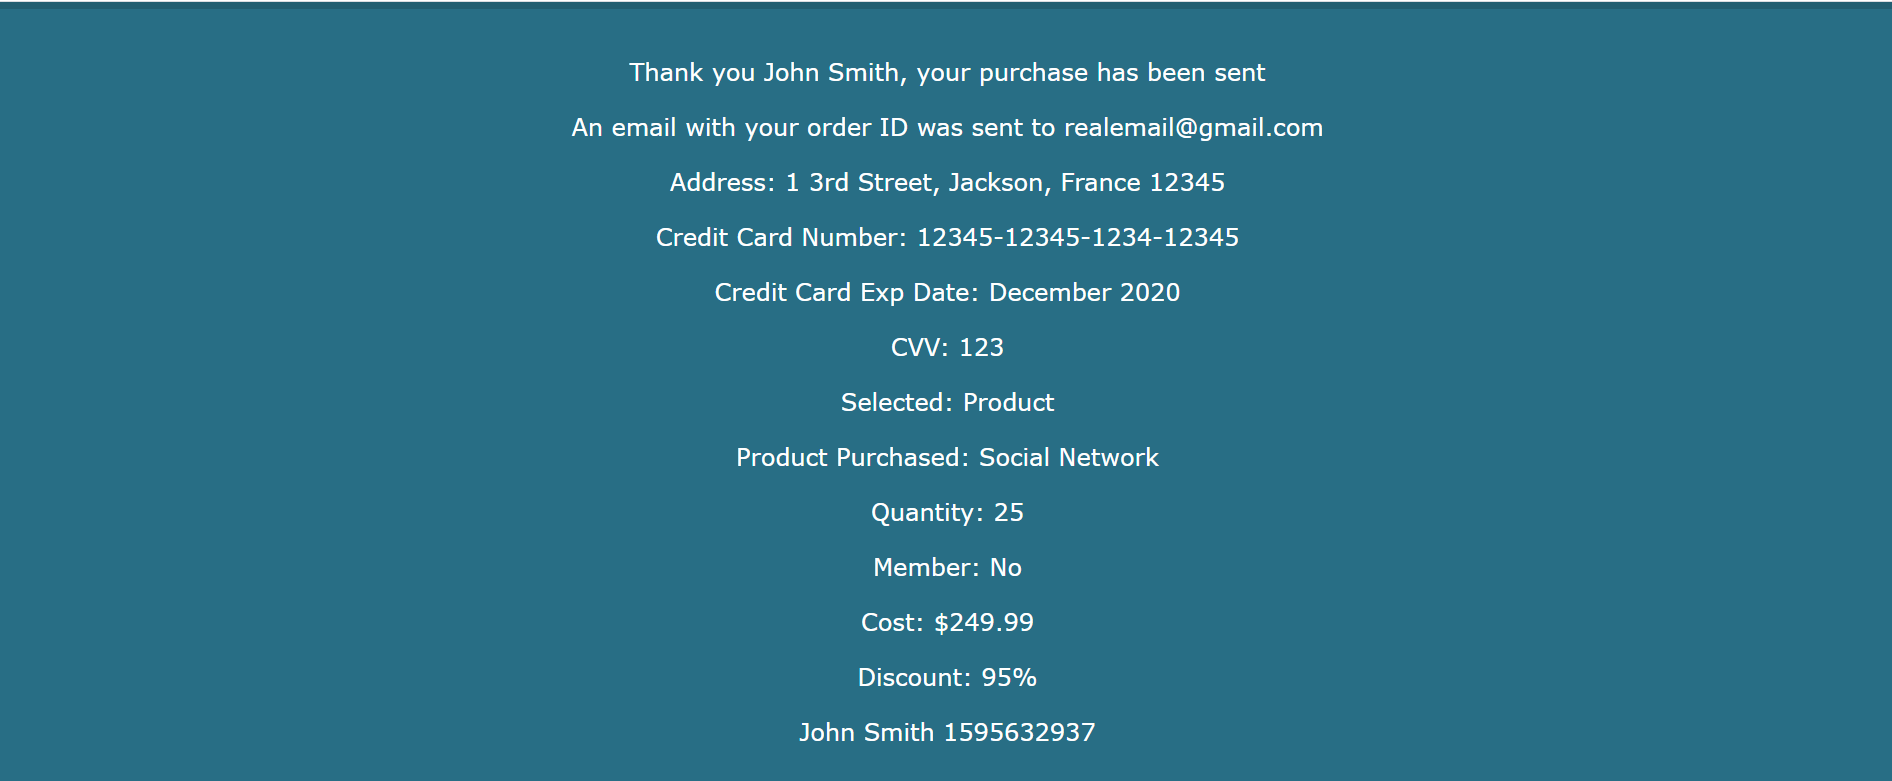 Thank you John Smith, your purchase has been sent
An email with your order ID was sent to realemail@gmail.com
Address: 1 3rd Street, Jackson, France 12345
Credit Card Number: 12345-12345-1234-12345
Credit Card Exp Date: December 2020
CVV: 123
Selected: Product
Product Purchased: Social Network
Quantity: 25
Member: No
Cost: $249.99
Discount: 95%
John Smith 1595632937